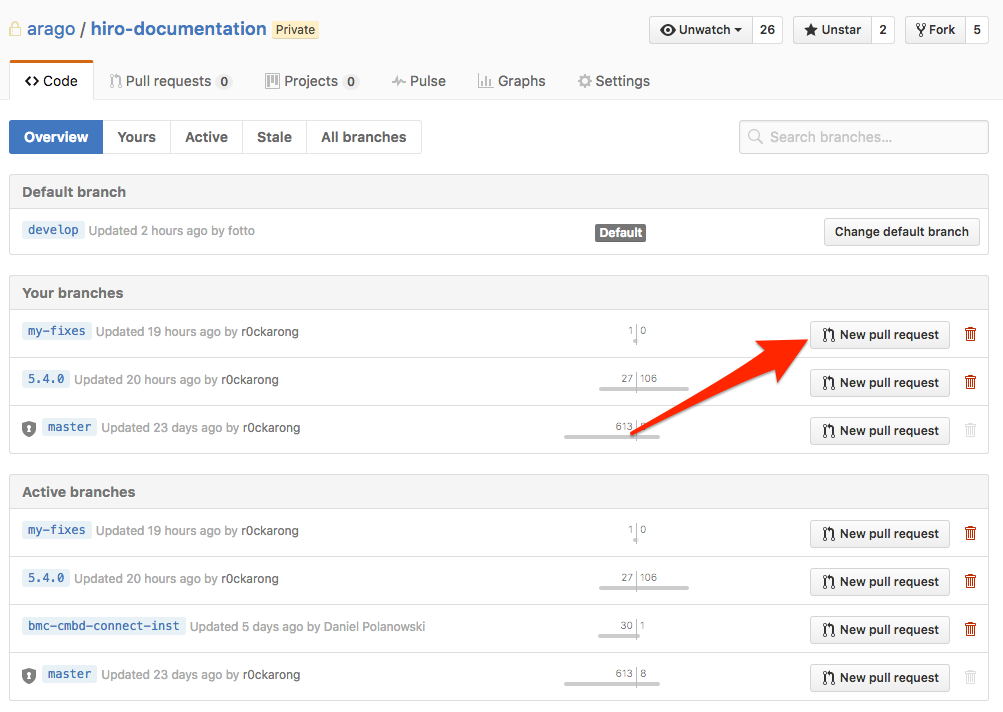 arago / hiro-documentation Private Unwatch 26 Unstar 2 Fork 5
Code Pull requests 0 Projects 0 Pulse Graphs Settings
Overview Yours Active Stale All branches Search branches...
Default branch
develop Updated 2 hours ago by fotto Default Change default branch
Your branches
my-fixes Updated 19 hours ago by r0ckarong 1 0 New pull request
5.4.0 Updated 20 hours ago by r0ckarong 27 106 New pull request
master Updated 23 days ago by r0ckarong 613 New pull request
Active branches
my-fixes Updated 19 hours ago by r0ckarong 1 0 New pull request
5.4.0 Updated 20 hours ago by r0ckarong 27 106 New pull request
bmc-cmbd-connect-inst Updated 5 days ago by Daniel Polanowski 30 1 New pull request
master Updated 23 days ago by r0ckarong 613 8 New pull request